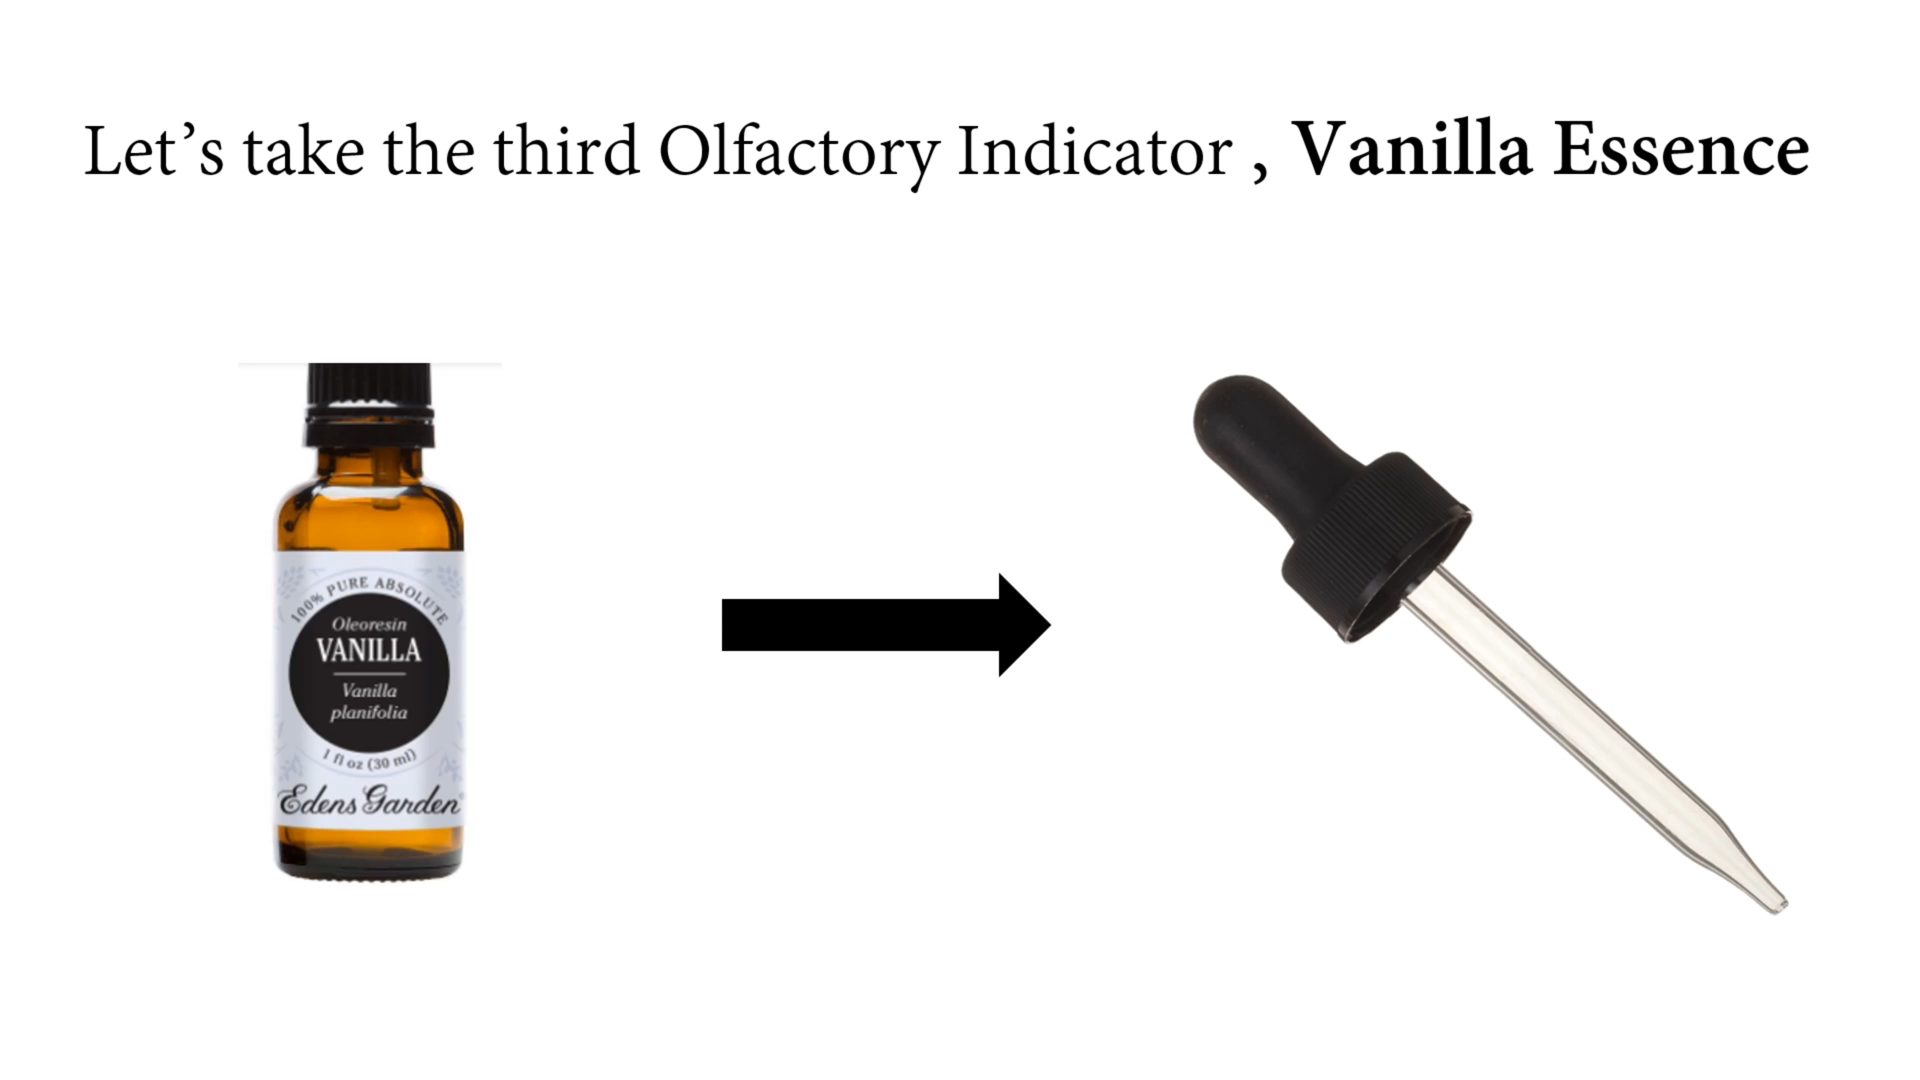 Let’s take the third Olfactory Indicator , Vanilla Essence
100% PURE ABSOLUTE
Oleoresin
VANILLA
Vanilla
planifolia
1 fl oz (30 ml)
Edens Garden